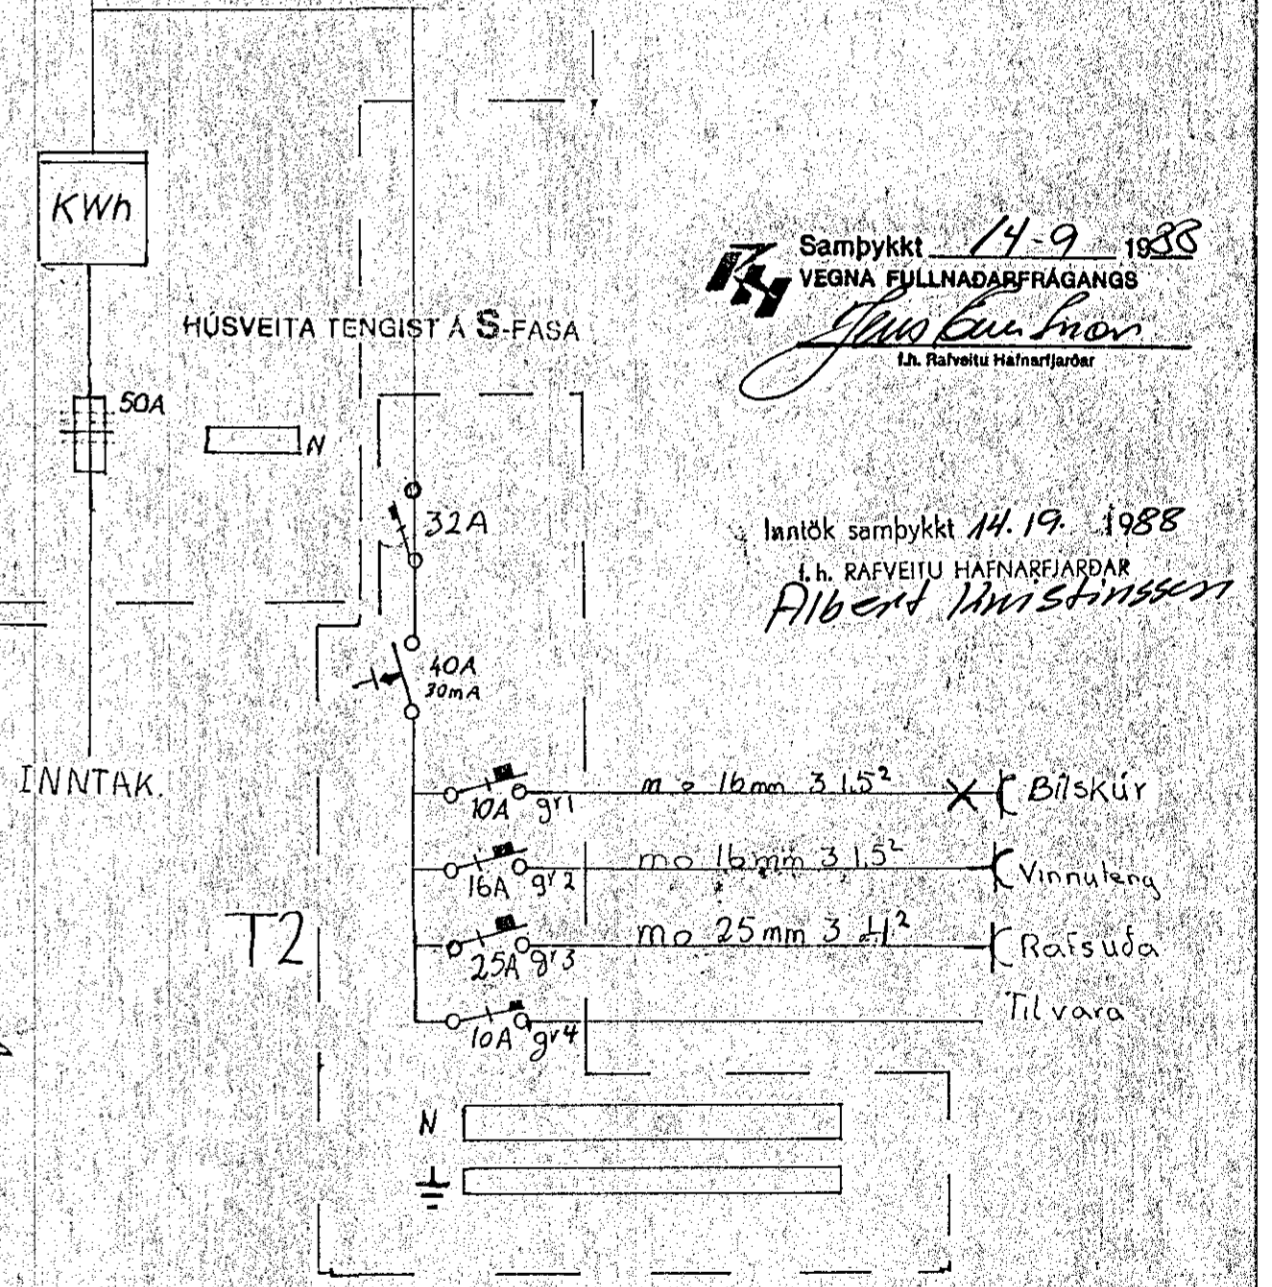 KWh
Samþykkt 14-9 1988
VEGNA FULLNAÐARFRÁGANGS
f.h. Rafveitu Hafnarfjarðar
HÚSVEITA TENGIST Á S-FASA
50A
N
32A
Inntök samþykkt 14.19. 1988
f.h. RAFVEITU HAFNARFJARÐAR
Albert Kristinsson
40A
30mA
INNTAK.
10A gr1 16mm 3 1.5² Bílskúr
16A gr2 mo 16mm 3 1.5² Vinnuteng
T2
25A gr3 mo 25mm 3 4² Rafsuða
10A gr4 Til vara
N